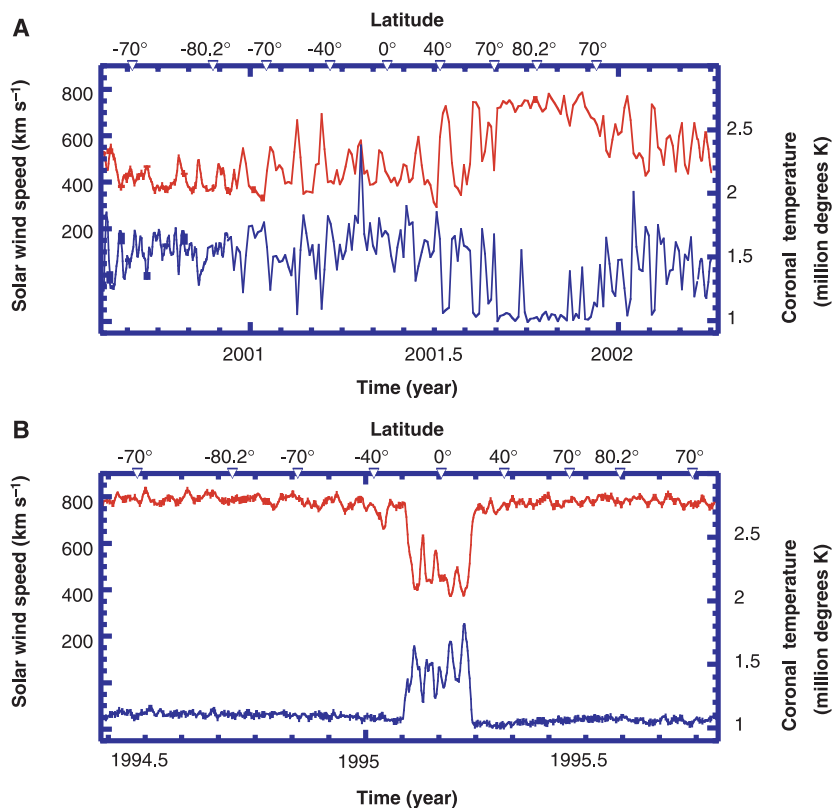 A
Latitude
-70° -80.2° -70° -40° 0° 40° 70° 80.2° 70°
Solar wind speed (km s⁻¹)
800
600
400
200
2.5
2
1.5
1
Coronal temperature
(million degrees K)
2001 2001.5 2002
Time (year)
B
Latitude
-70° -80.2° -70° -40° 0° 40° 70° 80.2° 70°
Solar wind speed (km s⁻¹)
800
600
400
200
2.5
2
1.5
1
Coronal temperature
(million degrees K)
1994.5 1995 1995.5
Time (year)